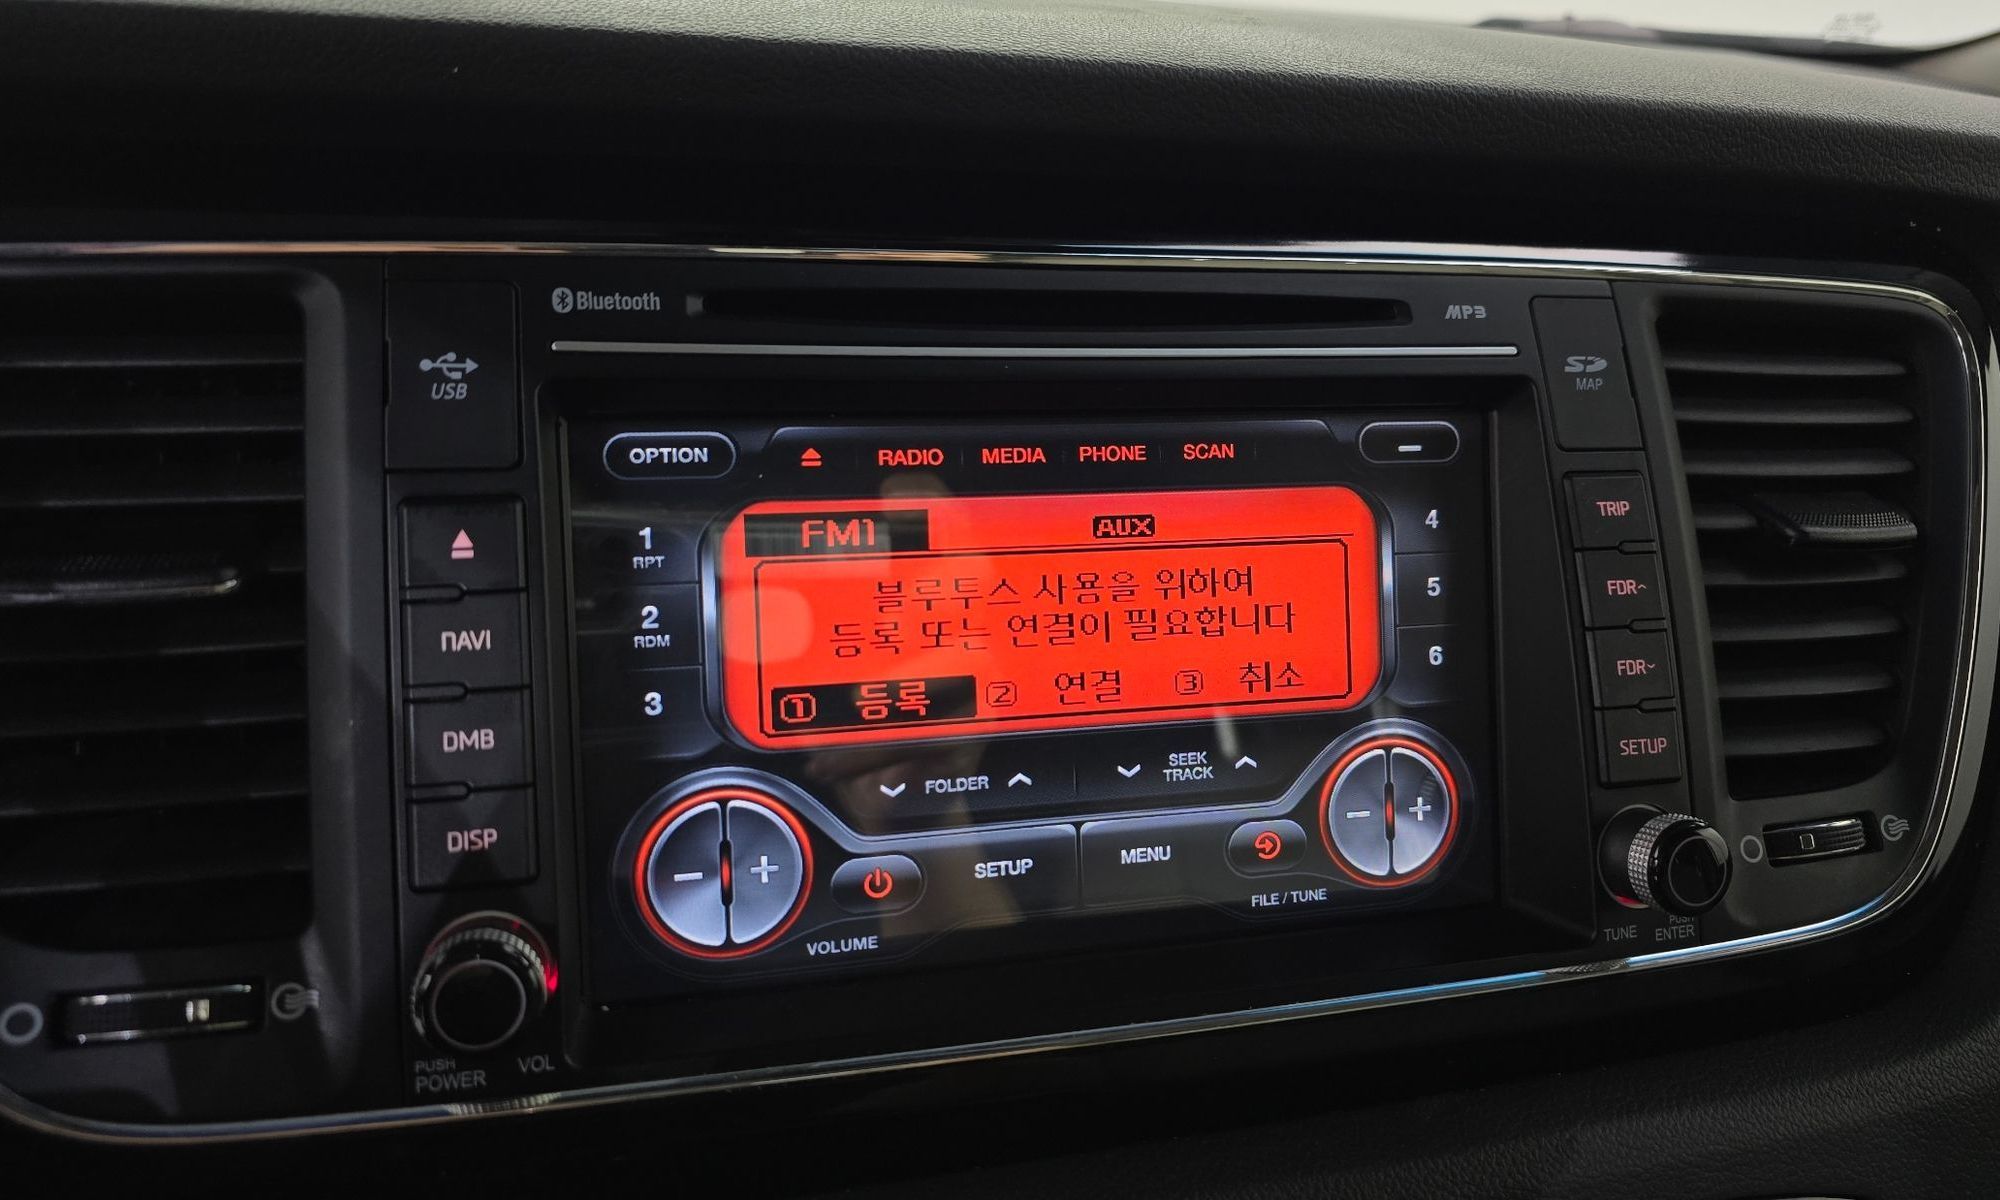 Bluetooth
MP3
USB
SD
MAP
OPTION
RADIO
MEDIA
PHONE
SCAN
FM1
AUX
블루투스 사용을 위하여
등록 또는 연결이 필요합니다
① 등록 ② 연결 ③ 취소
1
RPT
2
RDM
3
4
5
6
NAVI
DMB
DISP
TRIP
FDR
FDR
SETUP
FOLDER
SEEK
TRACK
- +
SETUP
MENU
- +
VOLUME
FILE / TUNE
PUSH
POWER
VOL
TUNE
PUSH
ENTER